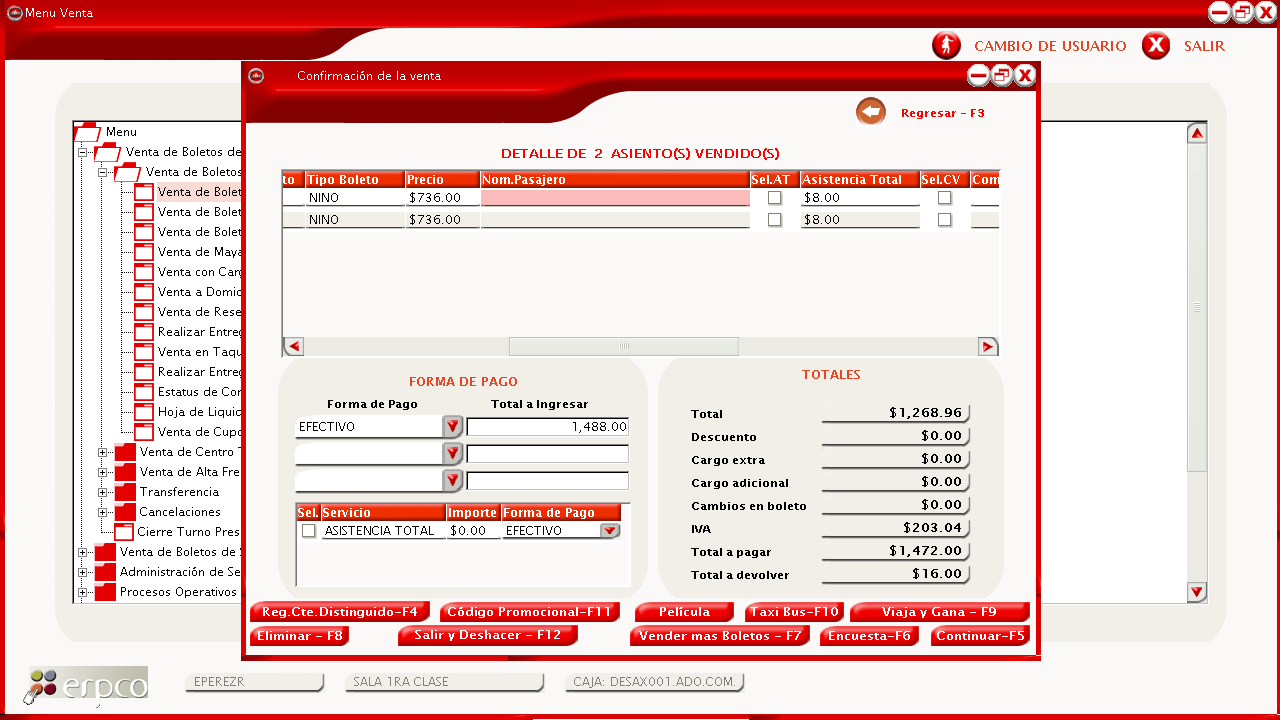 Menu Venta
CAMBIO DE USUARIO
SALIR
Confirmación de la venta
Regresar - F3
DETALLE DE 2 ASIENTO(S) VENDIDO(S)
to Tipo Boleto Precio Nom.Pasajero Sel.AT Asistencia Total Sel.CV Com
NINO $736.00 $8.00
NINO $736.00 $8.00
Menu
Venta de Boletos de
Venta de Boletos
Venta de Bolet
Venta de Bolet
Venta de Bolet
Venta de Maya
Venta con Carg
Venta a Domic
Venta de Rese
Realizar Entreg
Venta en Taqu
Realizar Entreg
Estatus de Cor
Hoja de Liquid
Venta de Cupo
Venta de Centro T
Venta de Alta Fre
Transferencia
Cancelaciones
Cierre Turno Pres
Venta de Boletos de
Administración de Se
Procesos Operativos
FORMA DE PAGO
Forma de Pago Total a Ingresar
EFECTIVO 1,488.00
Sel. Servicio Importe Forma de Pago
ASISTENCIA TOTAL $0.00 EFECTIVO
TOTALES
Total $1,268.96
Descuento $0.00
Cargo extra $0.00
Cargo adicional $0.00
Cambios en boleto $0.00
IVA $203.04
Total a pagar $1,472.00
Total a devolver $16.00
Reg.Cte.Distinguido-F4 Código Promocional-F11 Película Taxi Bus-F10 Viaja y Gana - F9
Eliminar - F8 Salir y Deshacer - F12 Vender mas Boletos - F7 Encuesta-F6 Continuar-F5
erpco
EPEREZR
SALA 1RA CLASE
CAJA: DESAX001.ADO.COM.